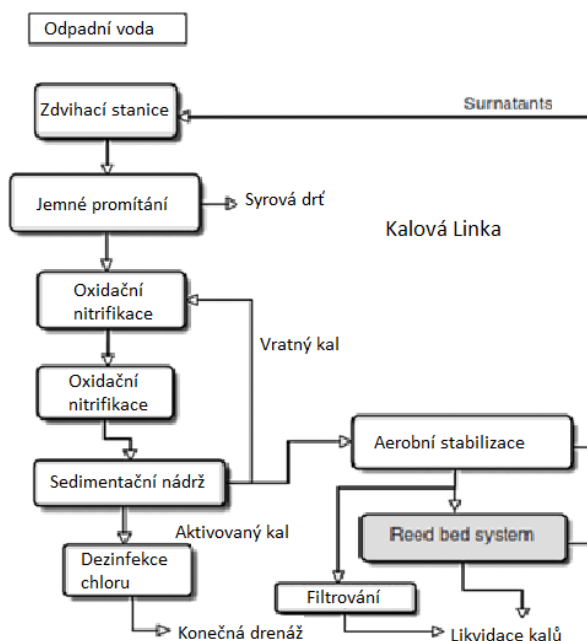 Odpadní voda
Zdvihací stanice
Surnatants
Jemné promítání
Syrová drť
Kalová Linka
Oxidační
nitrifikace
Vratný kal
Oxidační
nitrifikace
Aerobní stabilizace
Sedimentační nádrž
Aktivovaný kal
Reed bed system
Dezinfekce
chloru
Filtrování
Konečná drenáž
Likvidace kalů